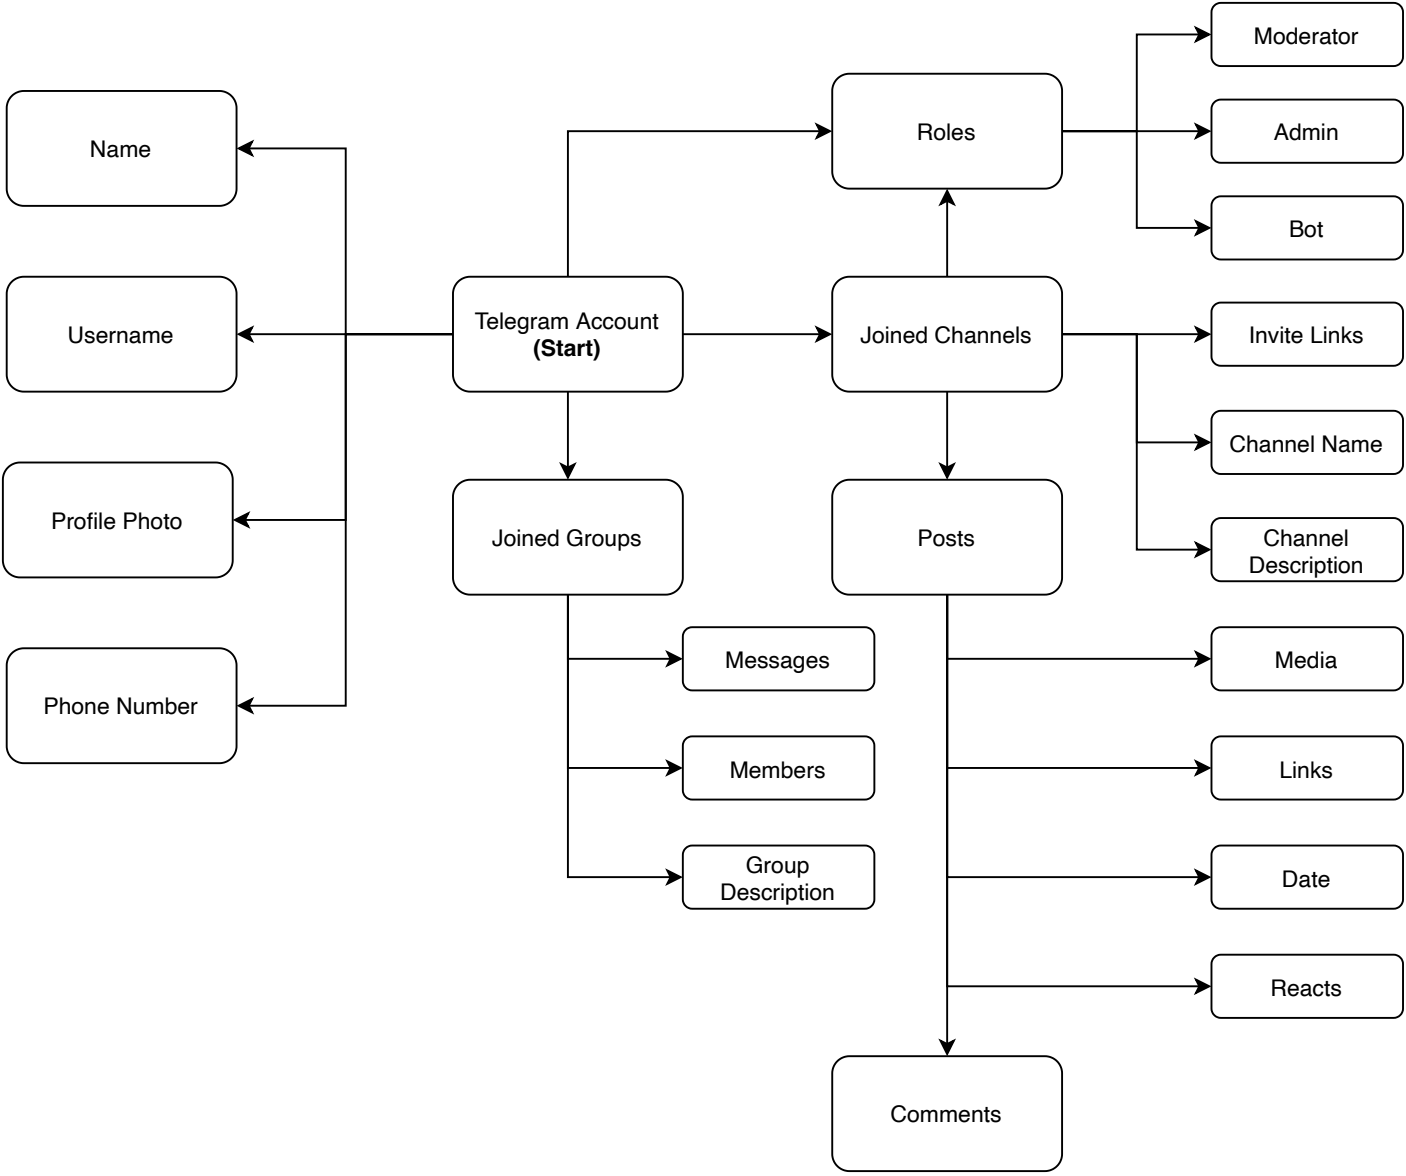 Moderator
Name
Roles
Admin
Bot
Username
Telegram Account
(Start)
Joined Channels
Invite Links
Channel Name
Profile Photo
Joined Groups
Posts
Channel
Description
Phone Number
Messages
Media
Members
Links
Group
Description
Date
Reacts
Comments